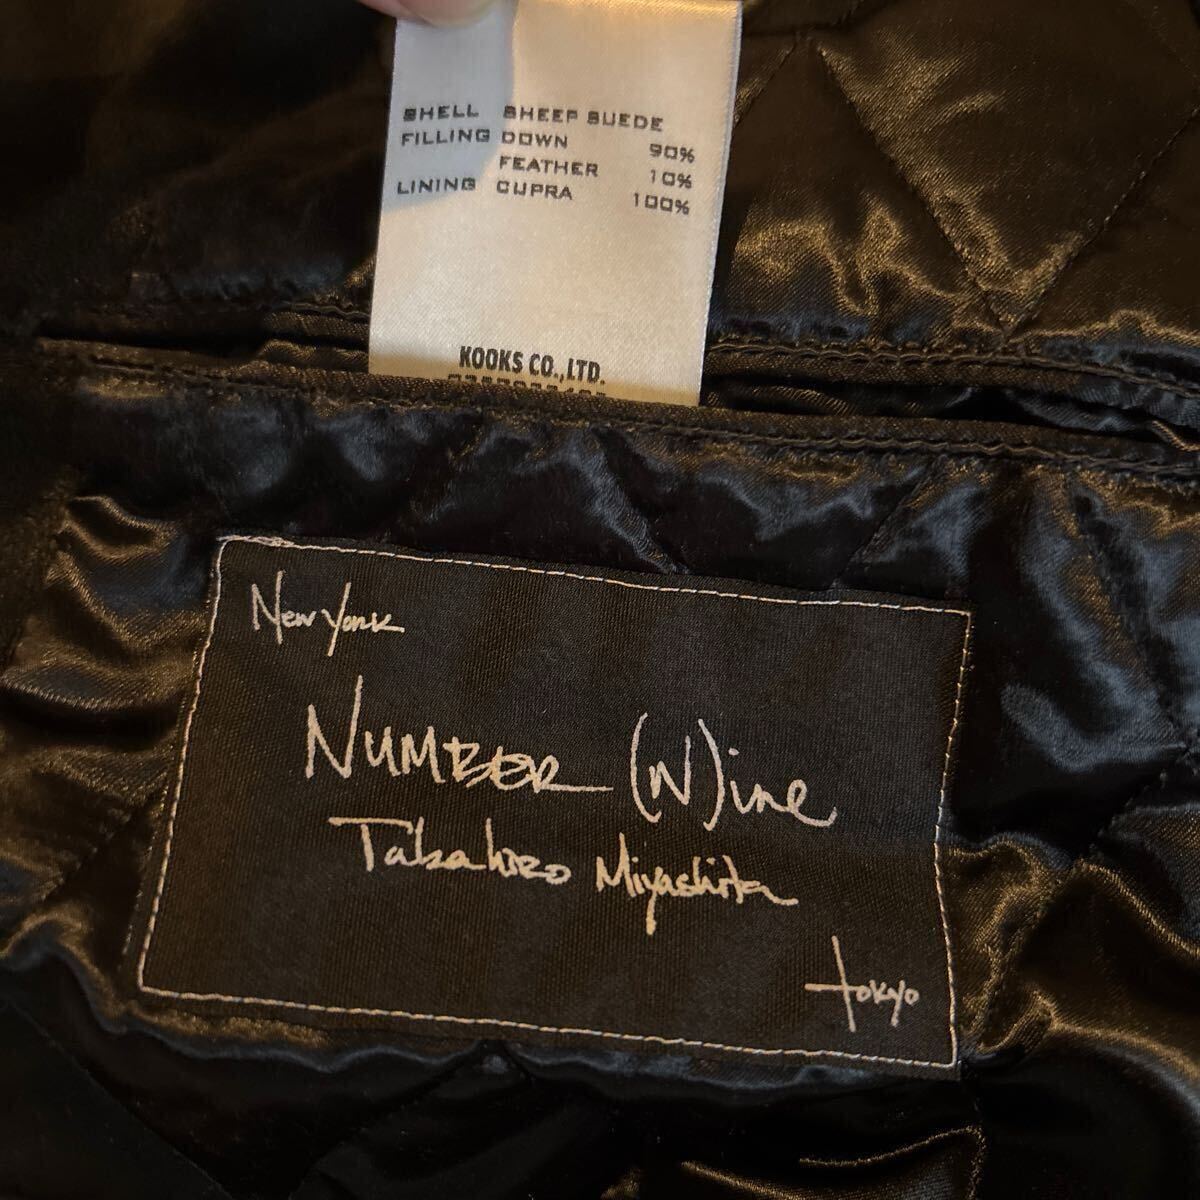 SHELL SHEEP SUEDE
FILLING DOWN 90%
FEATHER 10%
LINING CUPRA 100%
KOOKS CO.,LTD.
New York
NUMBER (N)ine
Takahiro Miyashita
tokyo